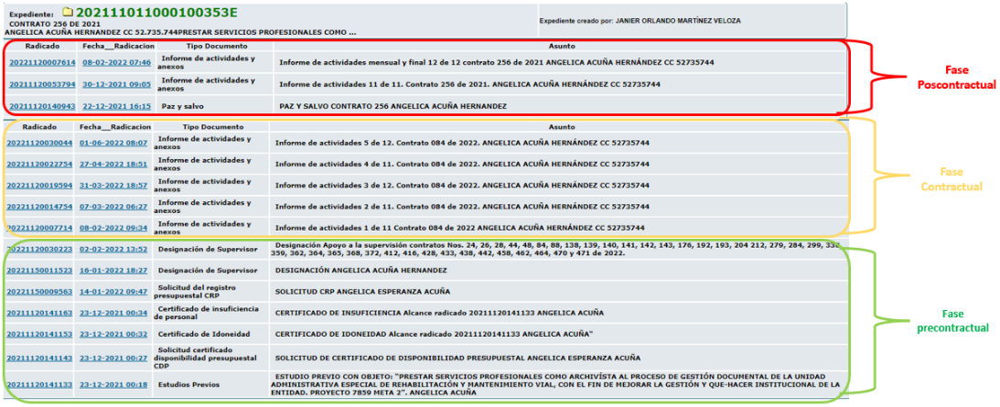 Expediente: 202111011000100353E
Expediente creado por: JANIER ORLANDO MARTÍNEZ VELOZA
CONTRATO 256 DE 2021
ANGELICA ACUÑA HERNANDEZ CC 52.735.744PRESTAR SERVICIOS PROFESIONALES COMO ...
Radicado Fecha__Radicacion Tipo Documento Asunto
20221120007614 08-02-2022 07:46 Informe de actividades y anexos Informe de actividades mensual y final 12 de 12 contrato 256 de 2021 ANGELICA ACUÑA HERNÁNDEZ CC 52735744
20211120053794 30-12-2021 09:05 Informe de actividades y anexos Informe de actividades 11 de 11. Contrato 256 de 2021. ANGELICA ACUÑA HERNÁNDEZ CC 52735744
20211120140943 22-12-2021 16:15 Paz y salvo PAZ Y SALVO CONTRATO 256 ANGELICA ACUÑA HERNANDEZ
Fase
Poscontractual
Radicado Fecha__Radicacion Tipo Documento Asunto
20221120030044 01-06-2022 08:07 Informe de actividades y anexos Informe de actividades 5 de 12. Contrato 084 de 2022. ANGELICA ACUÑA HERNÁNDEZ CC 52735744
20221120022754 27-04-2022 18:51 Informe de actividades y anexos Informe de actividades 4 de 11. Contrato 084 de 2022. ANGELICA ACUÑA HERNÁNDEZ CC 52735744
20221120019594 31-03-2022 18:57 Informe de actividades y anexos Informe de actividades 3 de 12. Contrato 084 de 2022. ANGELICA ACUÑA HERNÁNDEZ CC 52735744
20221120014754 07-03-2022 06:27 Informe de actividades y anexos Informe de actividades 2 de 11. Contrato 084 de 2022. ANGELICA ACUÑA HERNÁNDEZ CC 52735744
20221120007714 08-02-2022 09:34 Informe de actividades y anexos Informe de actividades 1 de 11 Contrato 084 de 2022 ANGELICA ACUÑA HERNÁNDEZ CC 52735744
Fase
Contractual
20221120030223 02-02-2022 13:52 Designación de Supervisor Designación Apoyo a la supervisión contratos Nos. 24, 26, 28, 44, 48, 84, 88, 138, 139, 140, 141, 142, 143, 176, 192, 193, 204 212, 279, 284, 299,
359, 362, 364, 365, 368, 372, 412, 416, 428, 433, 438, 442, 458, 462, 464, 470 y 471 de 2022.
20221150011523 16-01-2022 18:27 Designación de Supervisor DESIGNACIÓN ANGELICA ACUÑA HERNANDEZ
20221150009563 14-01-2022 09:47 Solicitud del registro presupuestal CRP SOLICITUD CRP ANGELICA ESPERANZA ACUÑA
20211120141163 23-12-2021 00:34 Certificado de insuficiencia de personal CERTIFICADO DE INSUFICIENCIA Alcance radicado 20211120141133 ANGELICA ACUÑA
20211120141153 23-12-2021 00:32 Certificado de Idoneidad CERTIFICADO DE IDONEIDAD Alcance radicado 20211120141133 ANGELICA ACUÑA"
20211120141143 23-12-2021 00:27 Solicitud certificado disponibilidad presupuestal CDP SOLICITUD DE CERTIFICADO DE DISPONIBILIDAD PRESUPUESTAL ANGELICA ESPERANZA ACUÑA
20211120141133 23-12-2021 00:18 Estudios Previos ESTUDIO PREVIO CON OBJETO: "PRESTAR SERVICIOS PROFESIONALES COMO ARCHIVÍSTA AL PROCESO DE GESTIÓN DOCUMENTAL DE LA UNIDAD
ADMINISTRATIVA ESPECIAL DE REHABILITACIÓN Y MANTENIMIENTO VIAL, CON EL FIN DE MEJORAR LA GESTIÓN Y QUE-HACER INSTITUCIONAL DE LA
ENTIDAD. PROYECTO 7859 META 2". ANGELICA ACUÑA
Fase
precontractual